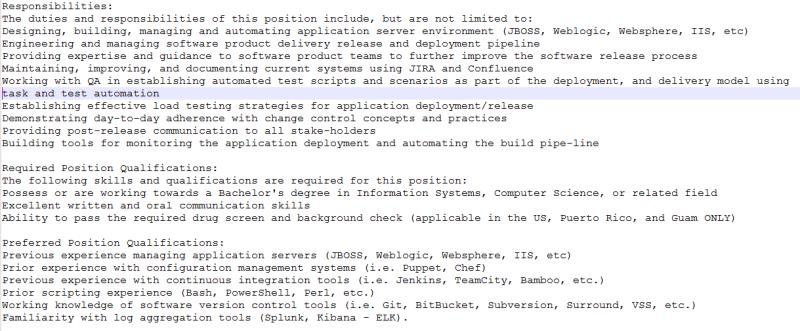 Responsibilities:
The duties and responsibilities of this position include, but are not limited to:
Designing, building, managing and automating application server environment (JBOSS, Weblogic, Websphere, IIS, etc)
Engineering and managing software product delivery release and deployment pipeline
Providing expertise and guidance to software product teams to further improve the software release process
Maintaining, improving, and documenting current systems using JIRA and Confluence
Working with QA in establishing automated test scripts and scenarios as part of the deployment, and delivery model using
task and test automation
Establishing effective load testing strategies for application deployment/release
Demonstrating day-to-day adherence with change control concepts and practices
Providing post-release communication to all stake-holders
Building tools for monitoring the application deployment and automating the build pipe-line

Required Position Qualifications:
The following skills and qualifications are required for this position:
Possess or are working towards a Bachelor's degree in Information Systems, Computer Science, or related field
Excellent written and oral communication skills
Ability to pass the required drug screen and background check (applicable in the US, Puerto Rico, and Guam ONLY)

Preferred Position Qualifications:
Previous experience managing application servers (JBOSS, Weblogic, Websphere, IIS, etc)
Prior experience with configuration management systems (i.e. Puppet, Chef)
Previous experience with continuous integration tools (i.e. Jenkins, TeamCity, Bamboo, etc.)
Prior scripting experience (Bash, PowerShell, Perl, etc.)
Working knowledge of software version control tools (i.e. Git, BitBucket, Subversion, Surround, VSS, etc.)
Familiarity with log aggregation tools (Splunk, Kibana - ELK).